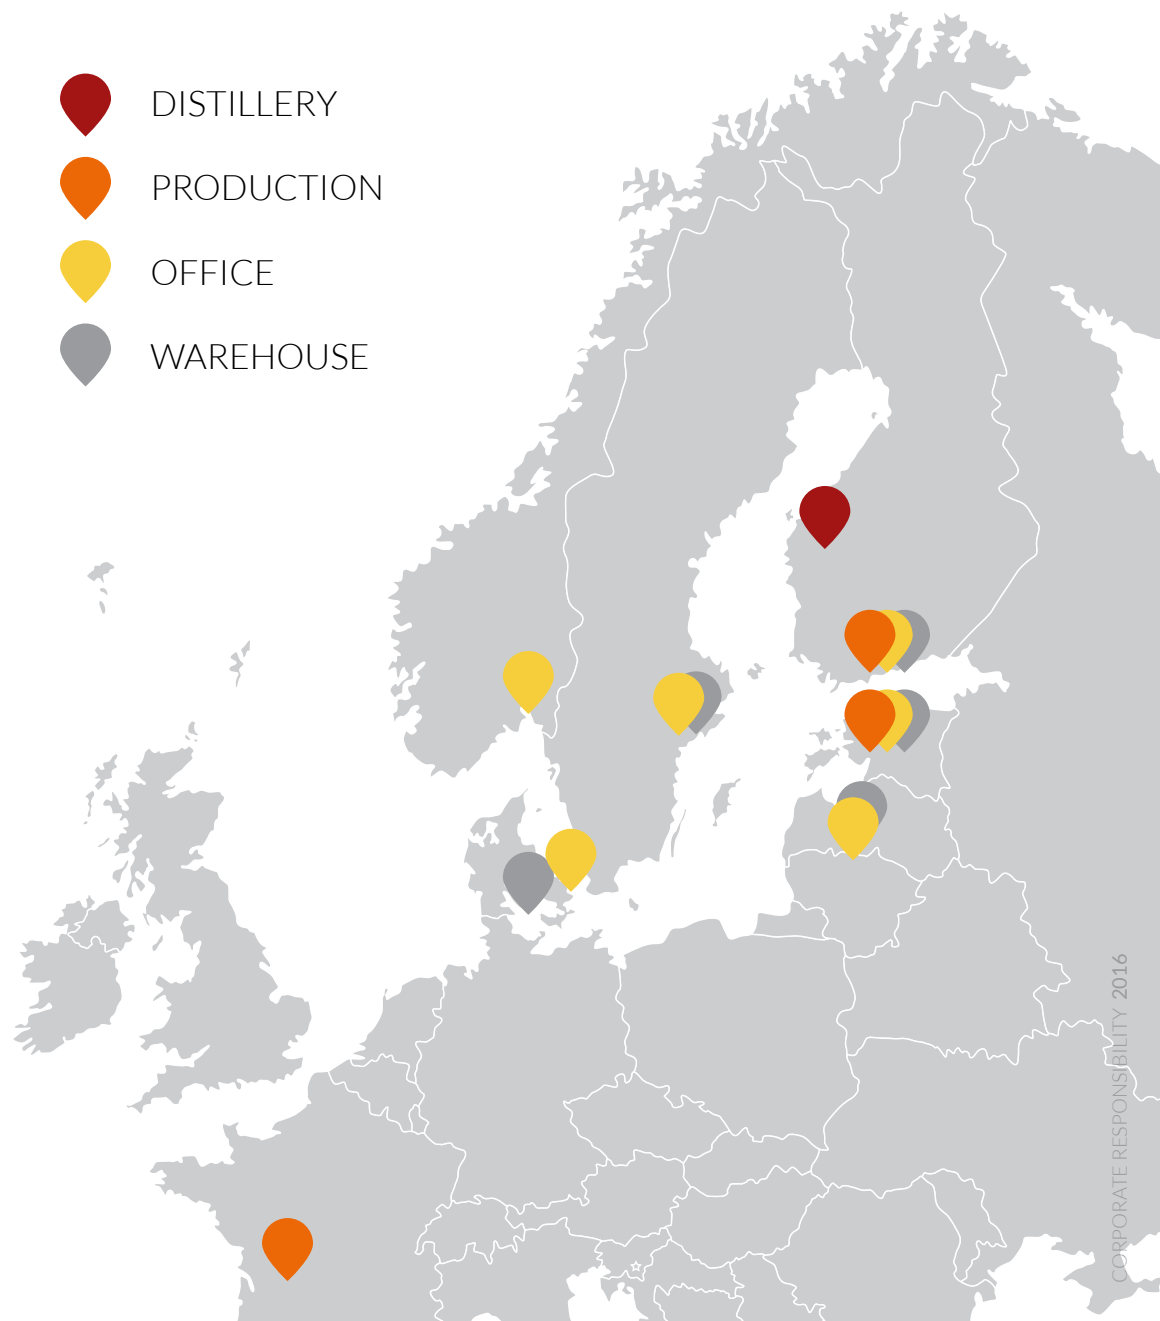 DISTILLERY
PRODUCTION
OFFICE
WAREHOUSE
CORPORATE RESPONSIBILITY 2016